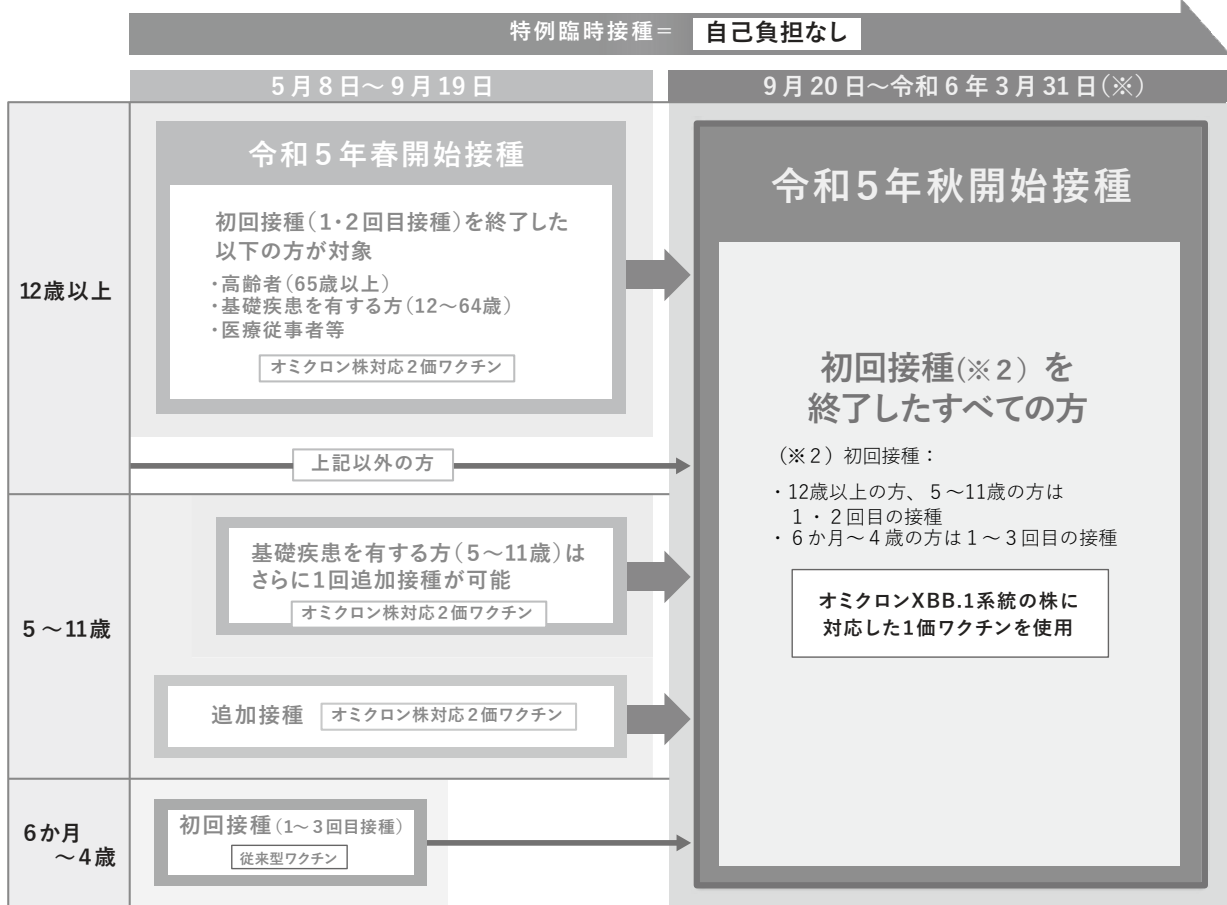 特例臨時接種＝ 自己負担なし
5月8日～9月19日
9月20日～令和6年3月31日(※)
12歳以上
令和5年春開始接種
初回接種(1・2回目接種)を終了した
以下の方が対象
・高齢者(65歳以上)
・基礎疾患を有する方(12～64歳)
・医療従事者等
オミクロン株対応2価ワクチン
上記以外の方
5～11歳
基礎疾患を有する方(5～11歳)は
さらに1回追加接種が可能
オミクロン株対応2価ワクチン
追加接種 オミクロン株対応2価ワクチン
6か月
～4歳
初回接種(1～3回目接種)
従来型ワクチン
令和5年秋開始接種
初回接種(※2)を
終了したすべての方
(※2)初回接種：
・12歳以上の方、5～11歳の方は
1・2回目の接種
・6か月～4歳の方は1～3回目の接種
オミクロンXBB.1系統の株に
対応した1価ワクチンを使用